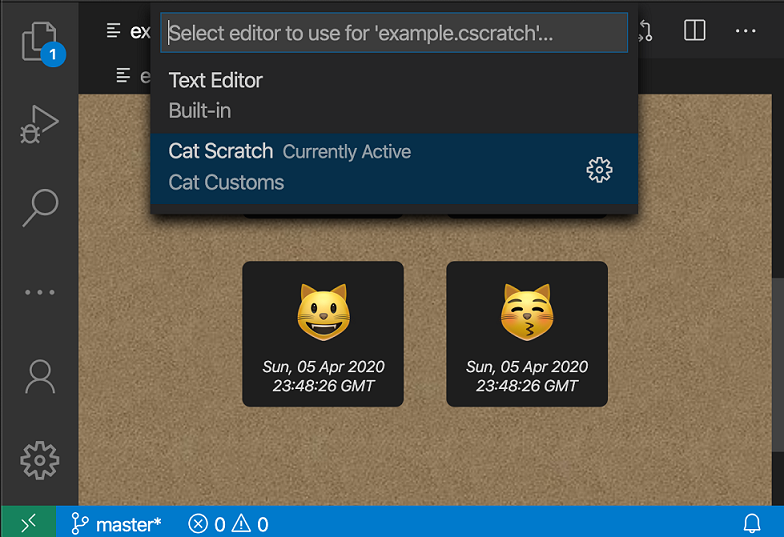 1
ex
Select editor to use for 'example.cscratch'...
e
Text Editor
Built-in
Cat Scratch Currently Active
Cat Customs
Sun, 05 Apr 2020
23:48:26 GMT
Sun, 05 Apr 2020
23:48:26 GMT
master* 0 0